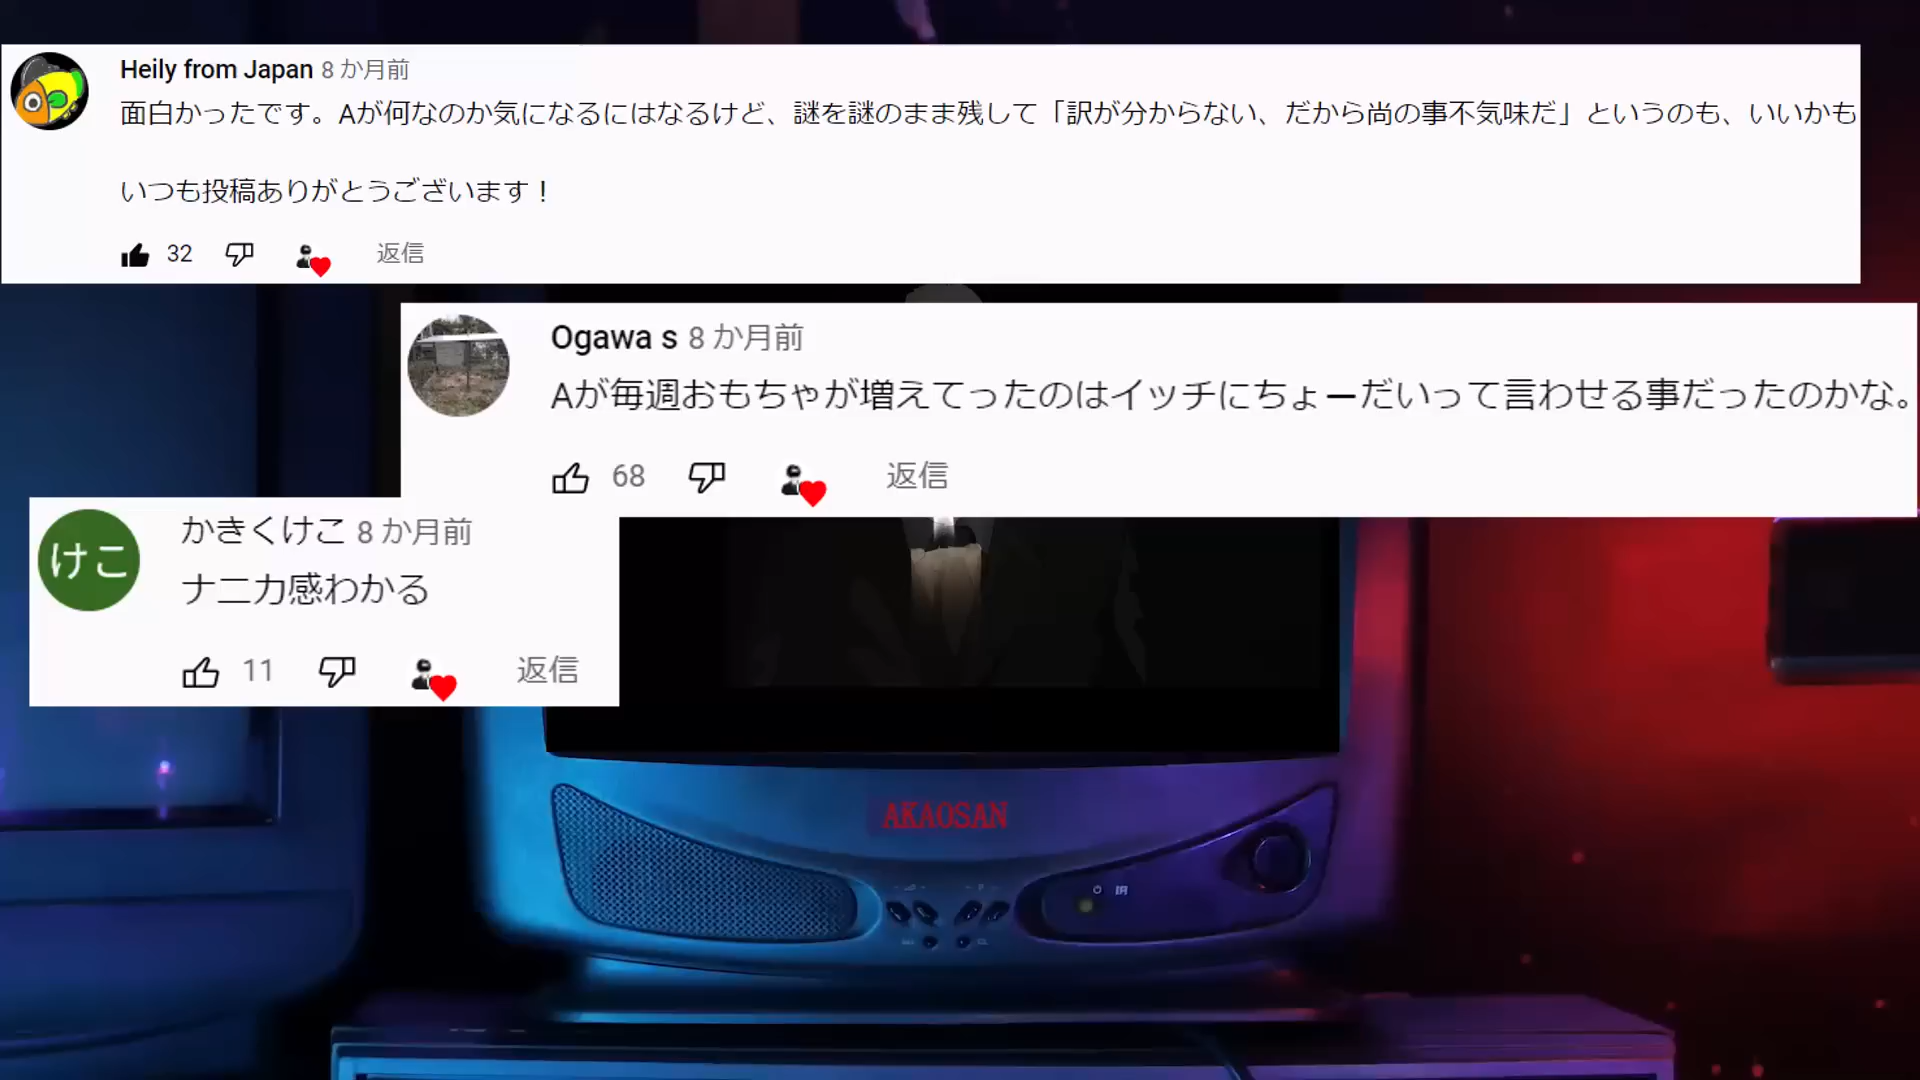 Heily from Japan 8 か月前
面白かったです。Aが何なのか気になるにはなるけど、謎を謎のまま残して「訳が分からない、だから尚の事不気味だ」というのも、いいかも
いつも投稿ありがとうございます！
32 返信
Ogawa s 8 か月前
Aが毎週おもちゃが増えてったのはイッチにちょーだいって言わせる事だったのかな。
68 返信
けこ
かきくけこ 8 か月前
ナニカ感わかる
11 返信
AKAOSAN